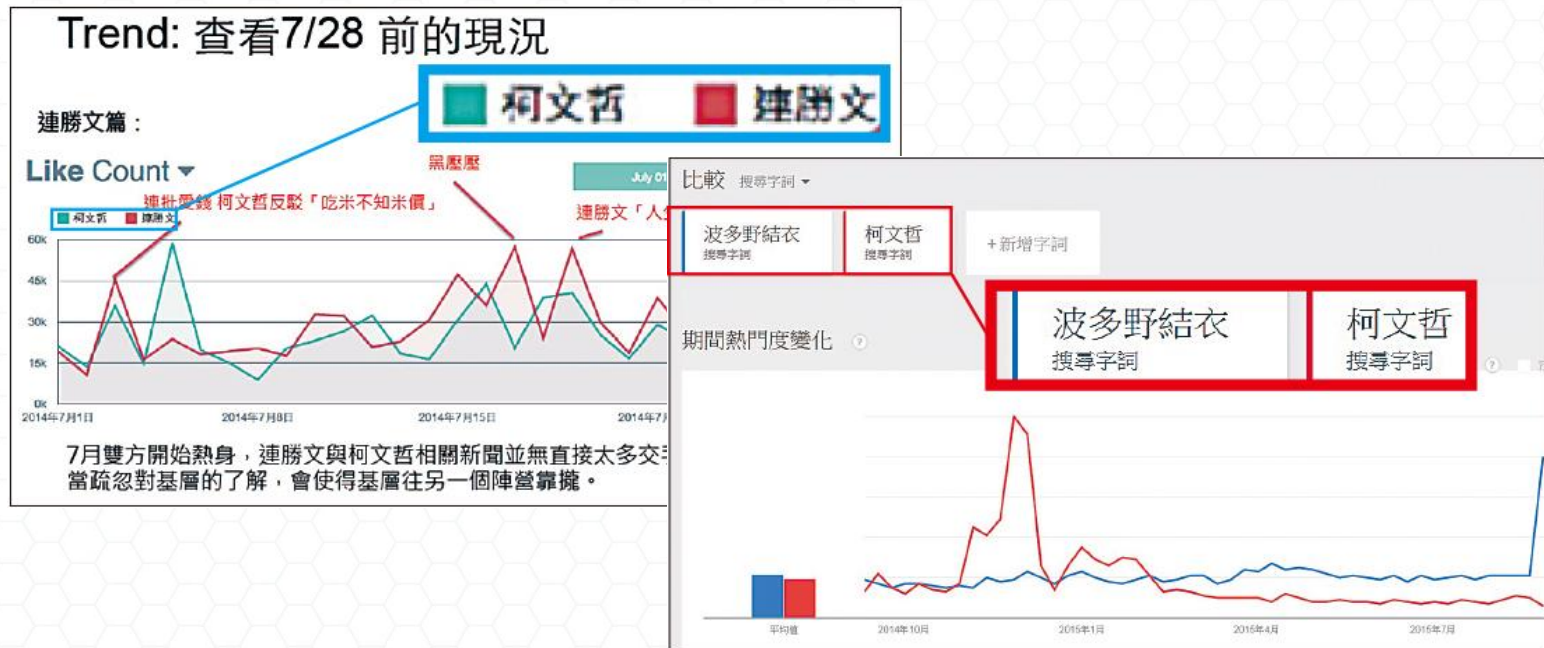 Trend: 查看7/28 前的現況
柯文哲 連勝文
連勝文篇：
Like Count
黑壓壓
July 01
連批愛錢 柯文哲反駁「吃米不知米價」
連勝文「人生
柯文哲 連勝文
60k
45k
30k
15k
0k
2014年7月1日 2014年7月8日 2014年7月15日 2014年7月
7月雙方開始熱身，連勝文與柯文哲相關新聞並無直接太多交手
當疏忽對基層的了解，會使得基層往另一個陣營靠攏。
比較 搜尋字詞
波多野結衣 柯文哲 +新增字詞
搜尋字詞 搜尋字詞
波多野結衣 柯文哲
搜尋字詞 搜尋字詞
期間熱門度變化
平均值 2014年10月 2015年1月 2015年4月 2015年7月